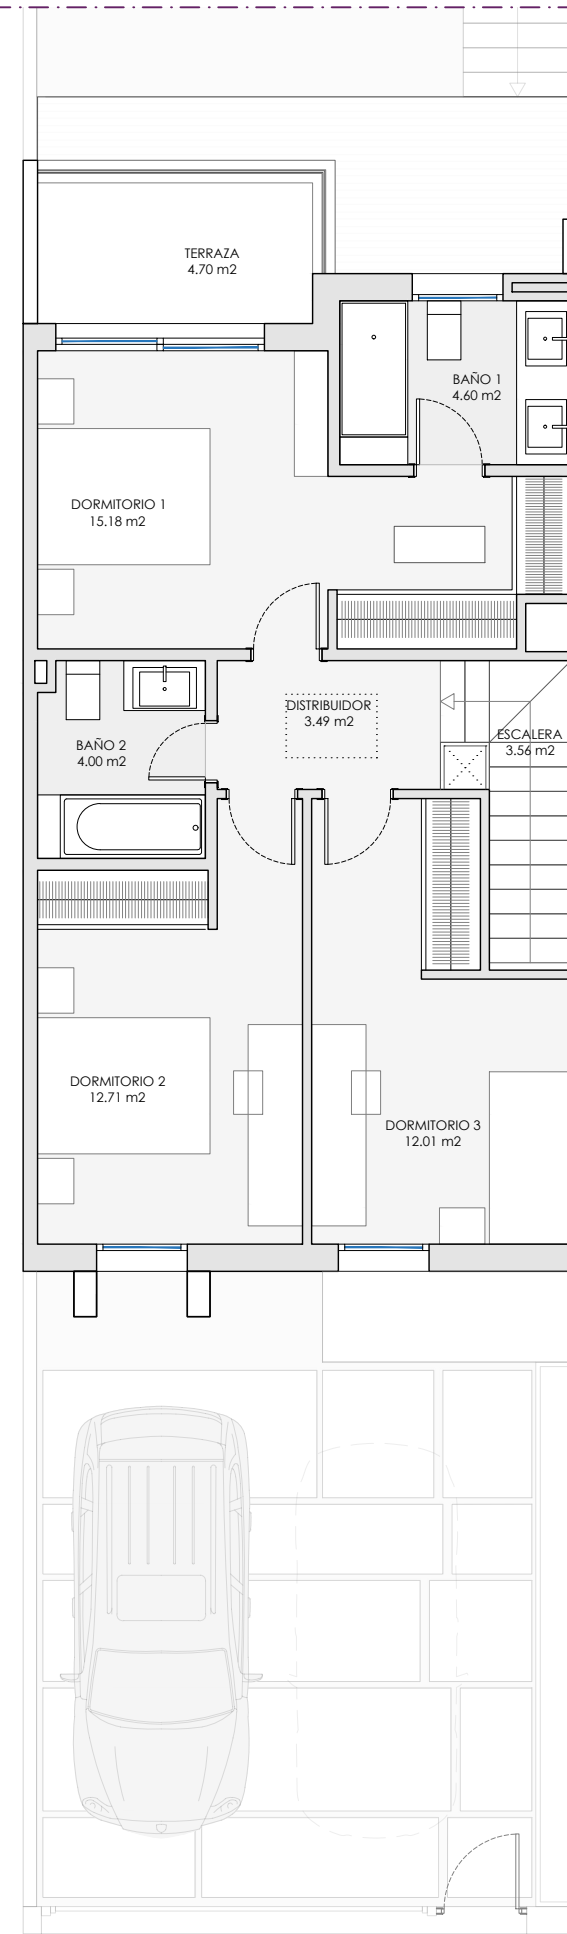 TERRAZA
4.70 m2
BAÑO 1
4.60 m2
DORMITORIO 1
15.18 m2
DISTRIBUIDOR
3.49 m2
ESCALERA
3.56 m2
BAÑO 2
4.00 m2
DORMITORIO 2
12.71 m2
DORMITORIO 3
12.01 m2